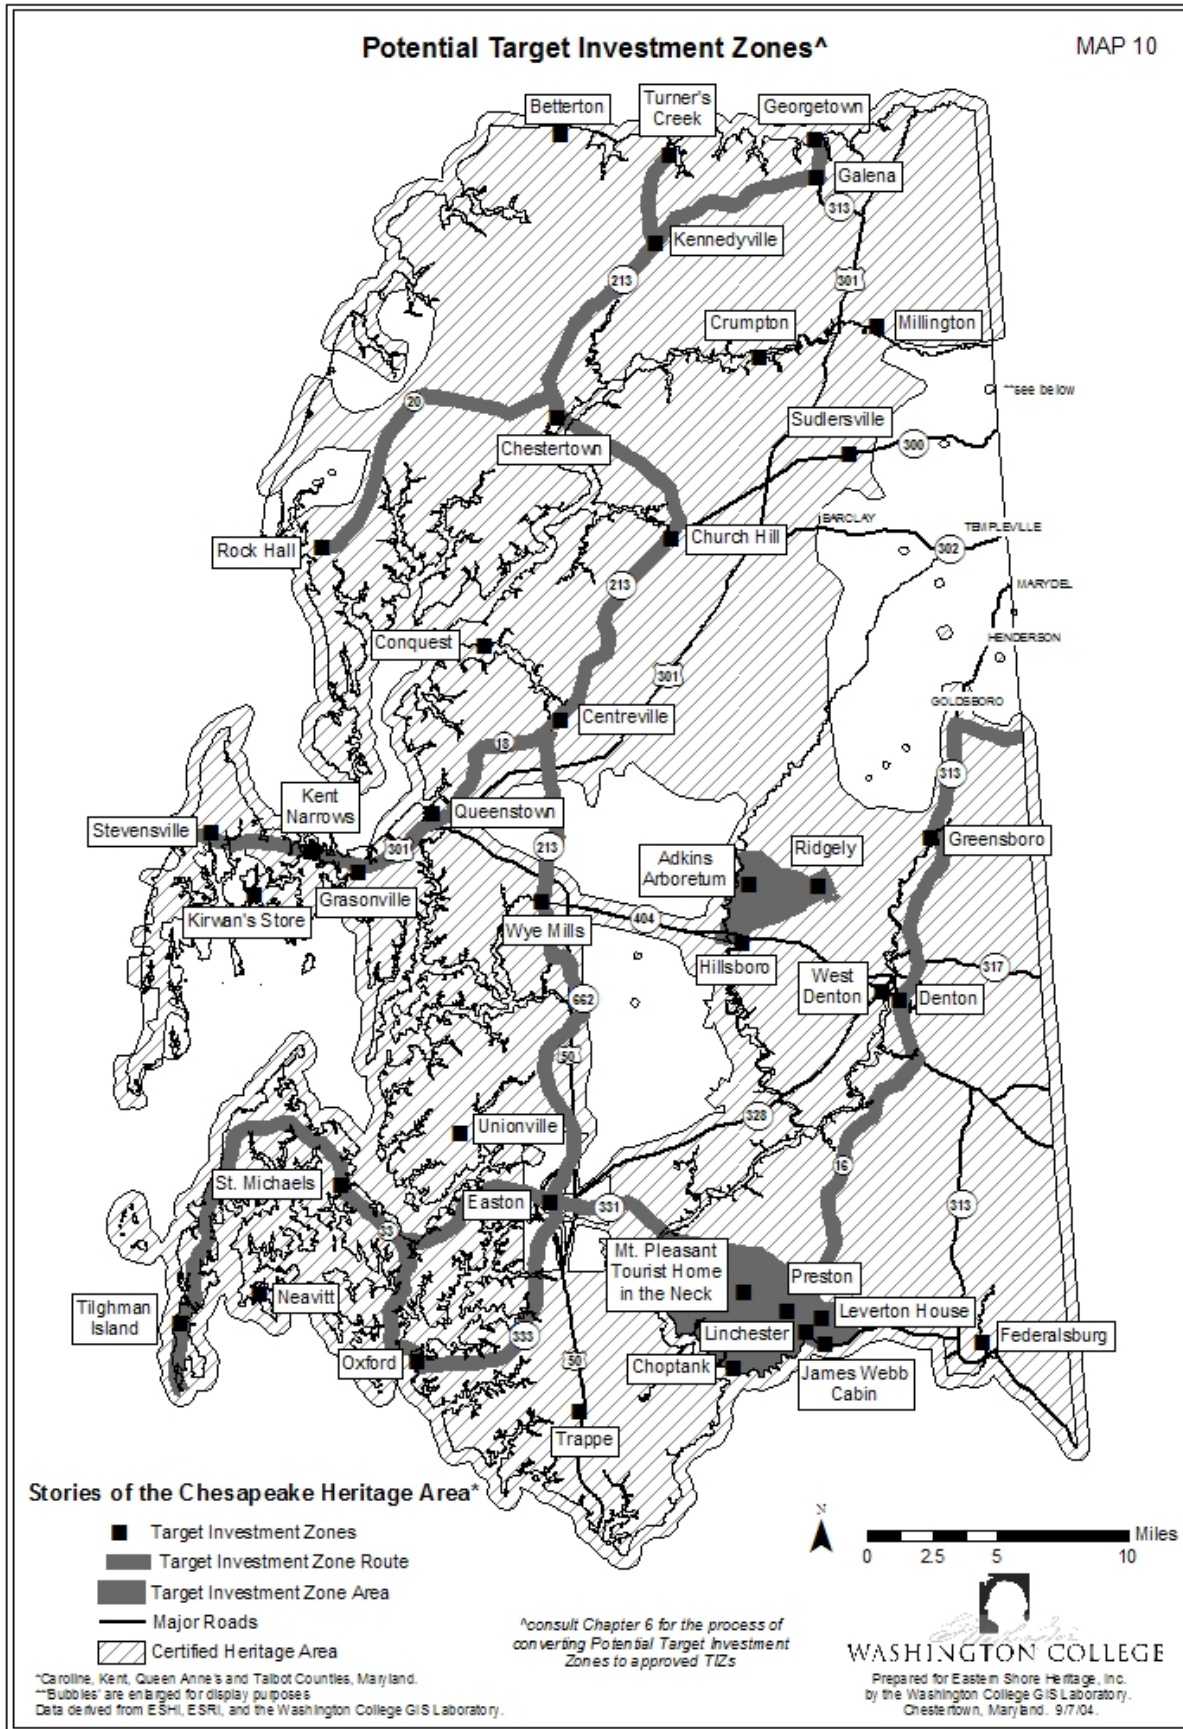 Potential Target Investment Zones^
MAP 10
Betterton
Turner's
Creek
Georgetown
Galena
313
Kennedyville
213
301
Crumpton
Millington
**see below
20
Sudlersville
300
Chestertown
BARCLAY
TEMPLEVILLE
Rock Hall
Church Hill
302
213
MARYDEL
Conquest
HENDERSON
301
GOLDSBORO
Centreville
18
313
Kent
Narrows
Queenstown
Stevensville
301
213
Greensboro
Adkins
Arboretum
Ridgely
Grasonville
Kirwan's Store
Wye Mills
404
Hillsboro
317
West
Denton
Denton
662
50
328
Unionville
16
St. Michaels
Easton
331
313
33
Mt. Pleasant
Tourist Home
in the Neck
Preston
Neavitt
Leverton House
Tilghman
Island
Linchester
Federalsburg
333
Oxford
50
Choptank
James Webb
Cabin
Trappe
Stories of the Chesapeake Heritage Area*
Target Investment Zones
Target Investment Zone Route
Target Investment Zone Area
Major Roads
Certified Heritage Area
*Caroline, Kent, Queen Anne's and Talbot Counties, Maryland.
**'Bubbles' are enlarged for display purposes
Data derived from ESHI, ESRI, and the Washington College GIS Laboratory.
^consult Chapter 6 for the process of
converting Potential Target Investment
Zones to approved TIZs
N
Miles
0 2.5 5 10
WASHINGTON COLLEGE
Prepared for Eastern Shore Heritage, Inc.
by the Washington College GIS Laboratory.
Chestertown, Maryland. 9/7/04.